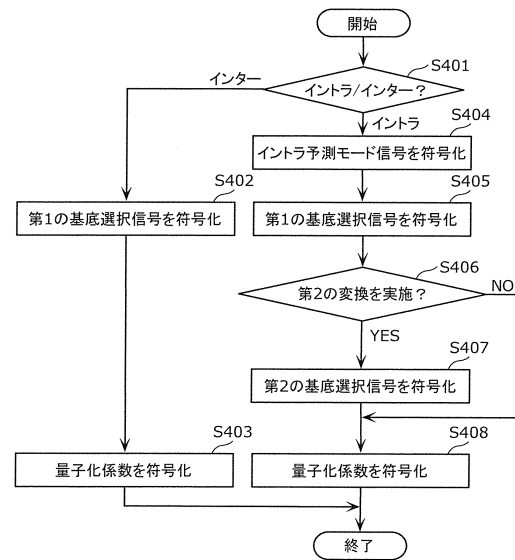 開始
S401
イントラ/インター？
インター
イントラ
S404
イントラ予測モード信号を符号化
S402
第1の基底選択信号を符号化
S405
第1の基底選択信号を符号化
S406
第2の変換を実施？
NO
YES
S407
第2の基底選択信号を符号化
S403
量子化係数を符号化
S408
量子化係数を符号化
終了